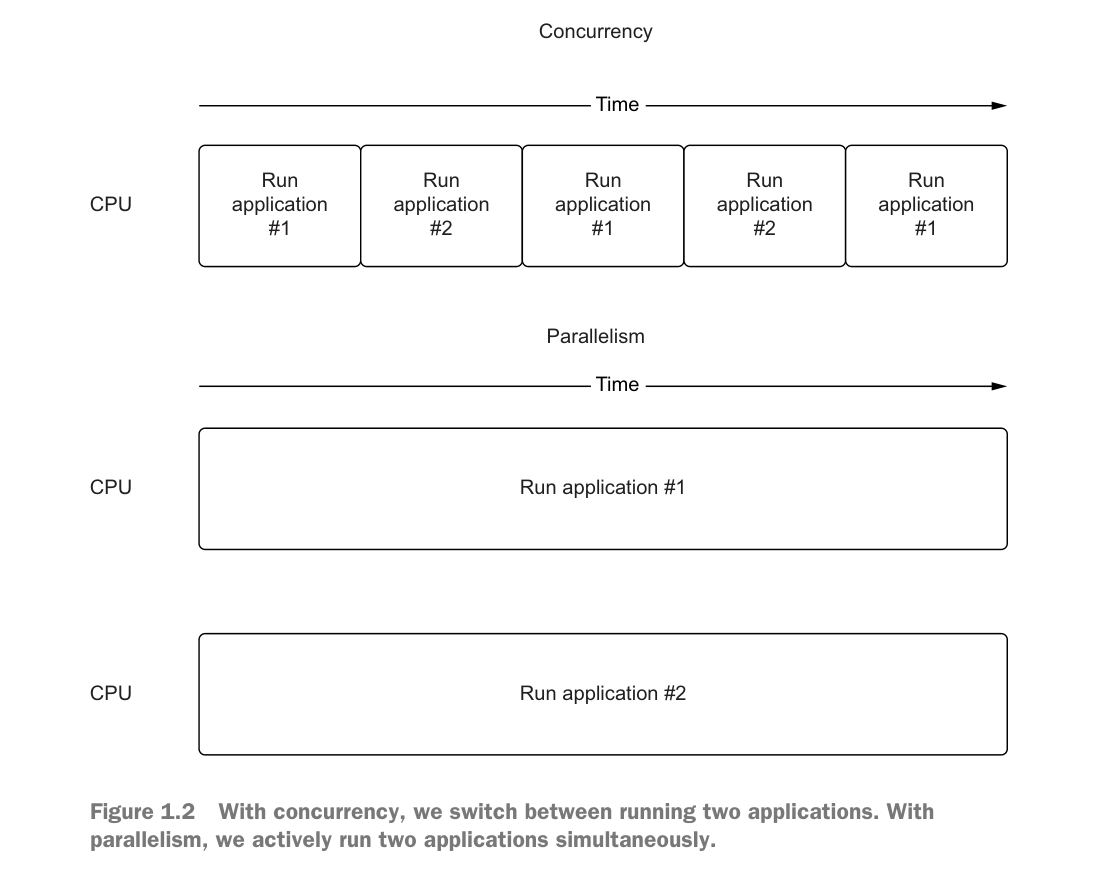 Concurrency
Time
CPU
Run
application
#1
Run
application
#2
Run
application
#1
Run
application
#2
Run
application
#1
Parallelism
Time
CPU
Run application #1
CPU
Run application #2
Figure 1.2 With concurrency, we switch between running two applications. With
parallelism, we actively run two applications simultaneously.